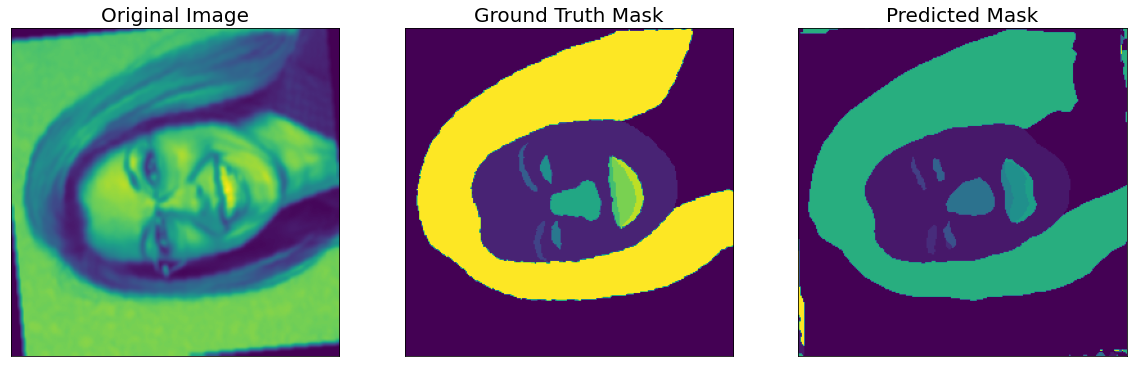 Original Image
Ground Truth Mask
Predicted Mask